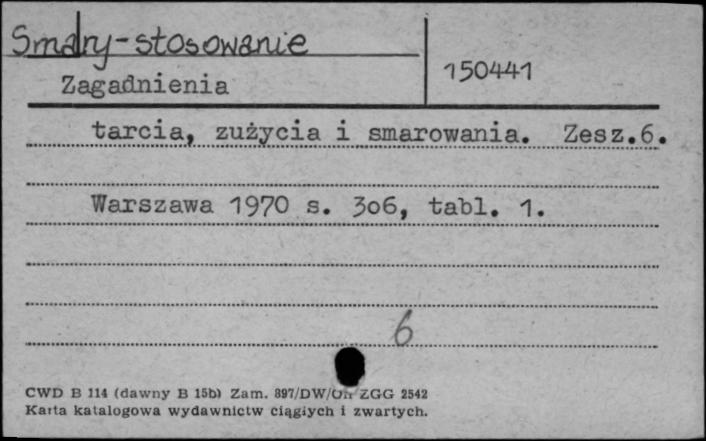 Smary-stosowanie
150441
Zagadnienia
tarcia, zużycia i smarowania. Zesz.6.
Warszawa 1970 s. 306, tabl. 1.
6
CWD B 114 (dawny B 15b) Zam. 897/DW/ ZGG 2542
Karta katalogowa wydawnictw ciągłych i zwartych.